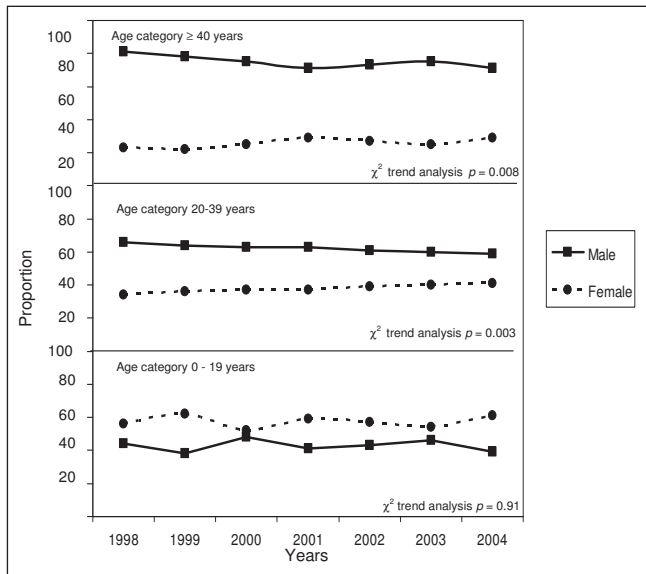 100
Age category ≥ 40 years
80
60
40
20
χ² trend analysis p = 0.008
100
Age category 20-39 years
80
60
40
20
χ² trend analysis p = 0.003
100
Age category 0 - 19 years
80
60
40
20
χ² trend analysis p = 0.91
1998 1999 2000 2001 2002 2003 2004
Years
Proportion
Male
Female